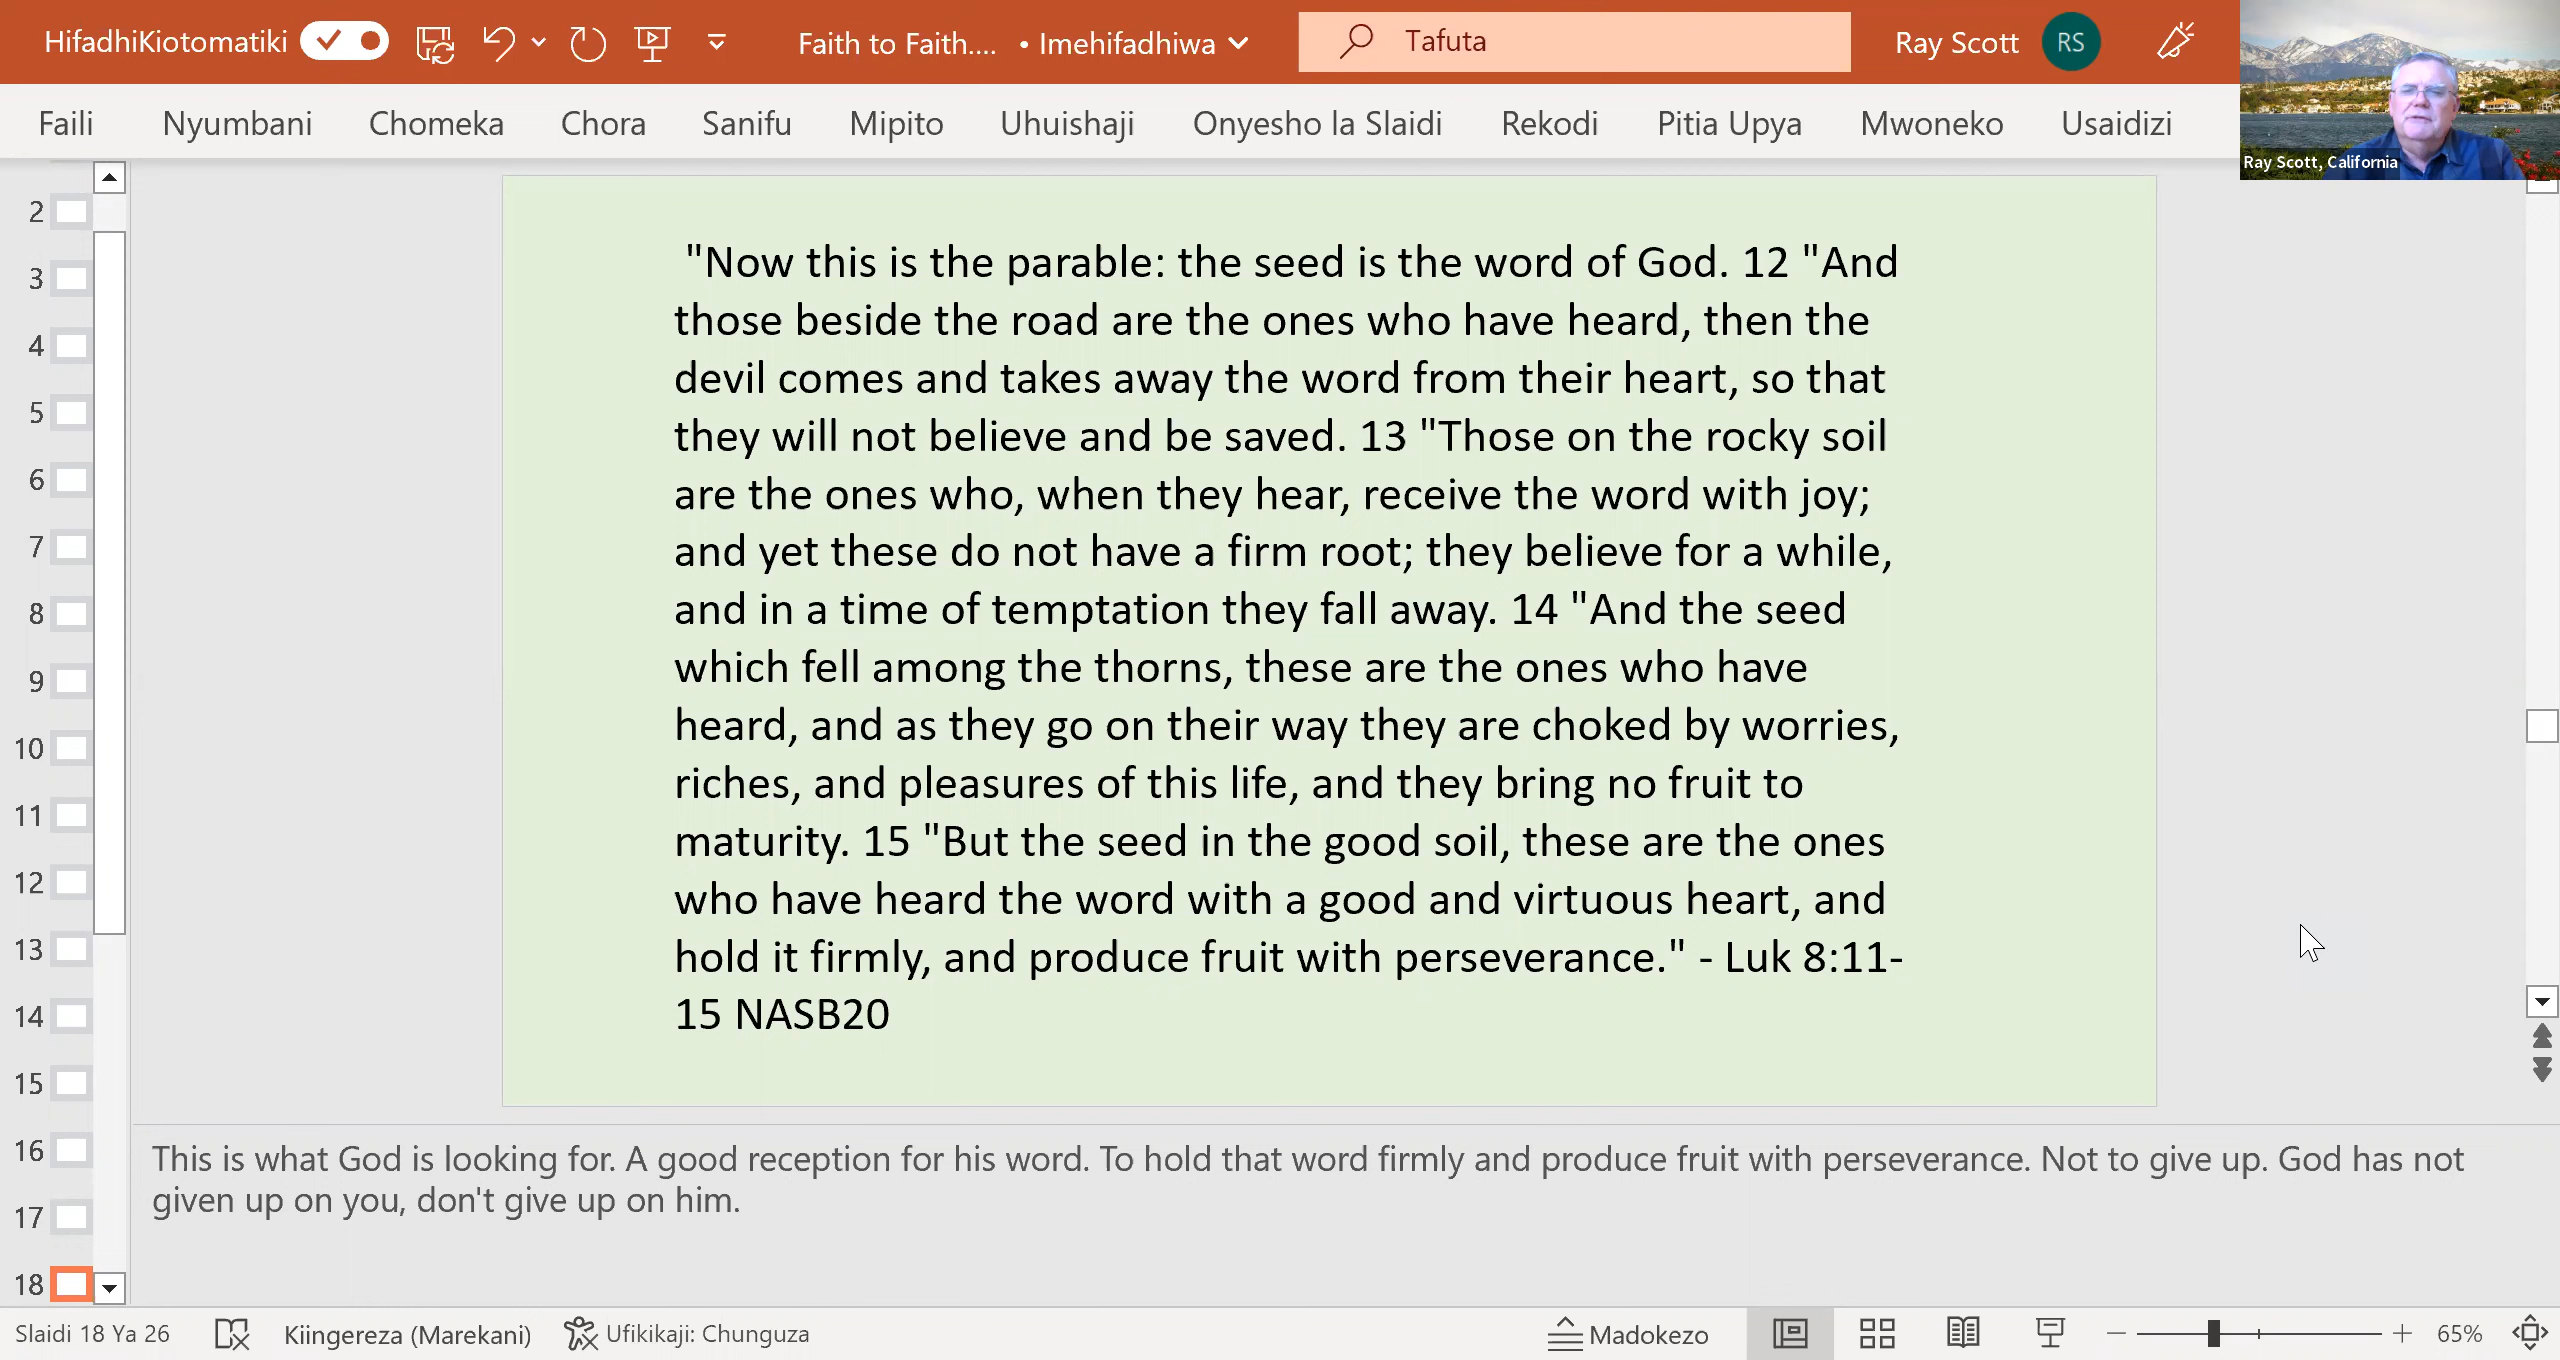 HifadhiKiotomatiki
Faith to Faith.... • Imehifadhiwa
Tafuta
Ray Scott
RS
Ray Scott, California
Faili Nyumbani Chomeka Chora Sanifu Mipito Uhuishaji Onyesho la Slaidi Rekodi Pitia Upya Mwoneko Usaidizi
2
3
4
5
6
7
8
9
10
11
12
13
14
15
16
17
18
"Now this is the parable: the seed is the word of God. 12 "And
those beside the road are the ones who have heard, then the
devil comes and takes away the word from their heart, so that
they will not believe and be saved. 13 "Those on the rocky soil
are the ones who, when they hear, receive the word with joy;
and yet these do not have a firm root; they believe for a while,
and in a time of temptation they fall away. 14 "And the seed
which fell among the thorns, these are the ones who have
heard, and as they go on their way they are choked by worries,
riches, and pleasures of this life, and they bring no fruit to
maturity. 15 "But the seed in the good soil, these are the ones
who have heard the word with a good and virtuous heart, and
hold it firmly, and produce fruit with perseverance." - Luk 8:11-
15 NASB20
This is what God is looking for. A good reception for his word. To hold that word firmly and produce fruit with perseverance. Not to give up. God has not
given up on you, don't give up on him.
Slaidi 18 Ya 26
Kiingereza (Marekani)
Ufikikaji: Chunguza
Madokezo
65%